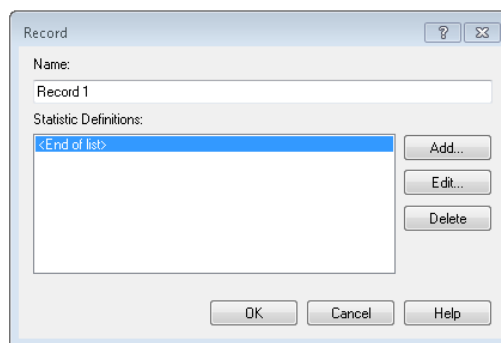 Record
Name:
Record 1
Statistic Definitions:
<End of list>
Add...
Edit...
Delete
OK Cancel Help